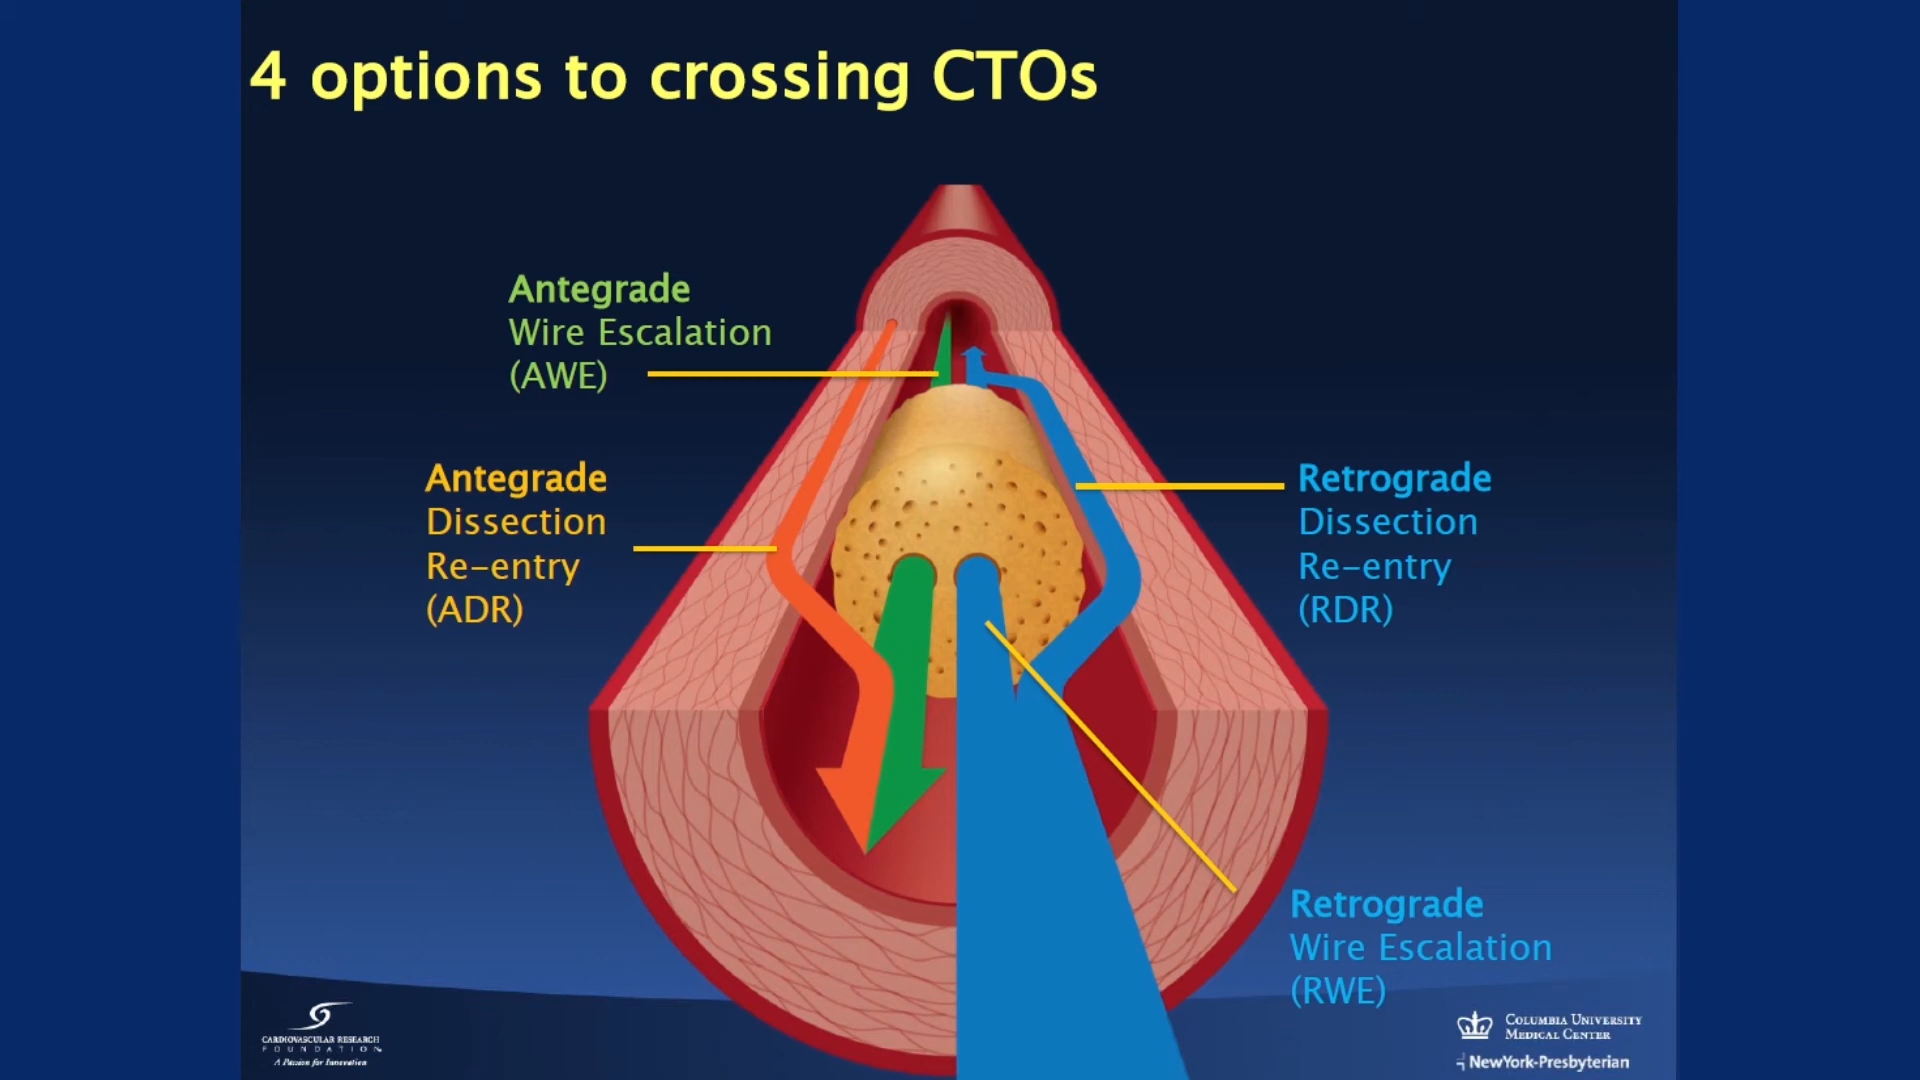 4 options to crossing CTOs
Antegrade
Wire Escalation
(AWE)
Antegrade
Dissection
Re-entry
(ADR)
Retrograde
Dissection
Re-entry
(RDR)
Retrograde
Wire Escalation
(RWE)
CARDIOVASCULAR RESEARCH
FOUNDATION
A Passion for Innovation
COLUMBIA UNIVERSITY
MEDICAL CENTER
NewYork-Presbyterian